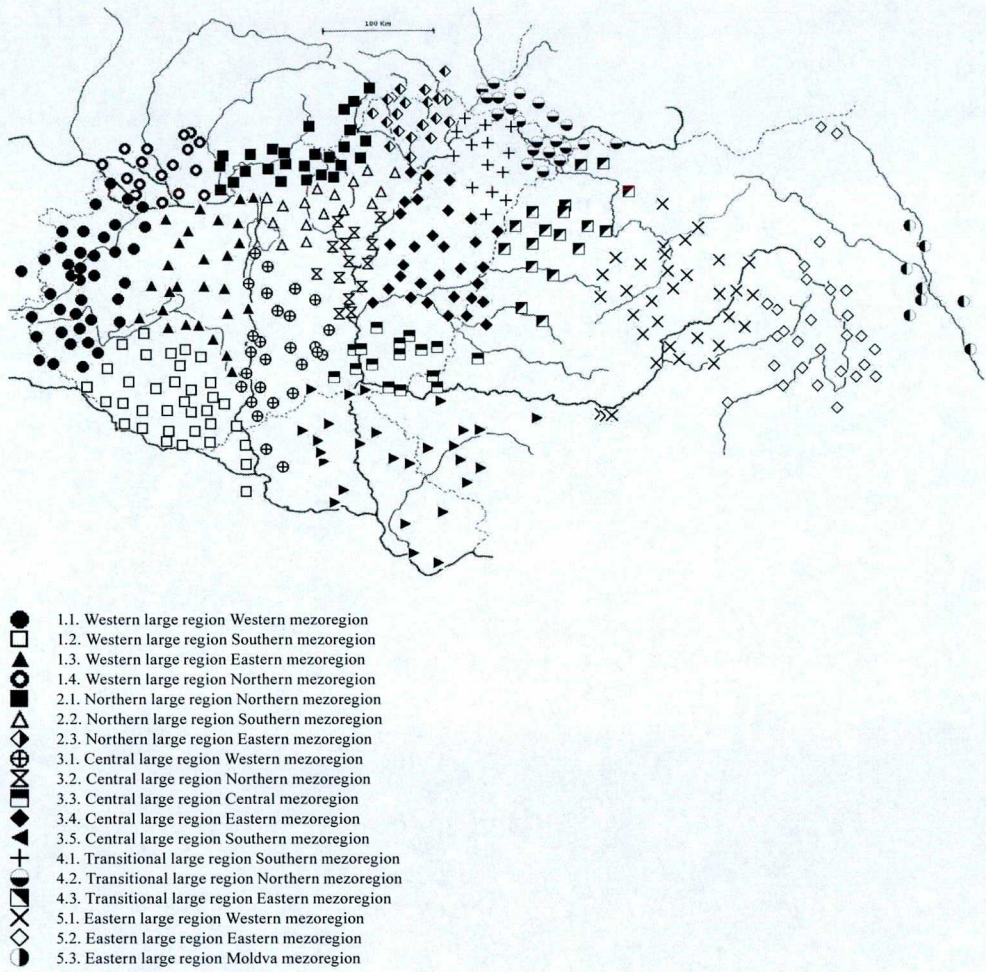 100 Km
1.1. Western large region Western mezoregion
1.2. Western large region Southern mezoregion
1.3. Western large region Eastern mezoregion
1.4. Western large region Northern mezoregion
2.1. Northern large region Northern mezoregion
2.2. Northern large region Southern mezoregion
2.3. Northern large region Eastern mezoregion
3.1. Central large region Western mezoregion
3.2. Central large region Northern mezoregion
3.3. Central large region Central mezoregion
3.4. Central large region Eastern mezoregion
3.5. Central large region Southern mezoregion
4.1. Transitional large region Southern mezoregion
4.2. Transitional large region Northern mezoregion
4.3. Transitional large region Eastern mezoregion
5.1. Eastern large region Western mezoregion
5.2. Eastern large region Eastern mezoregion
5.3. Eastern large region Moldva mezoregion